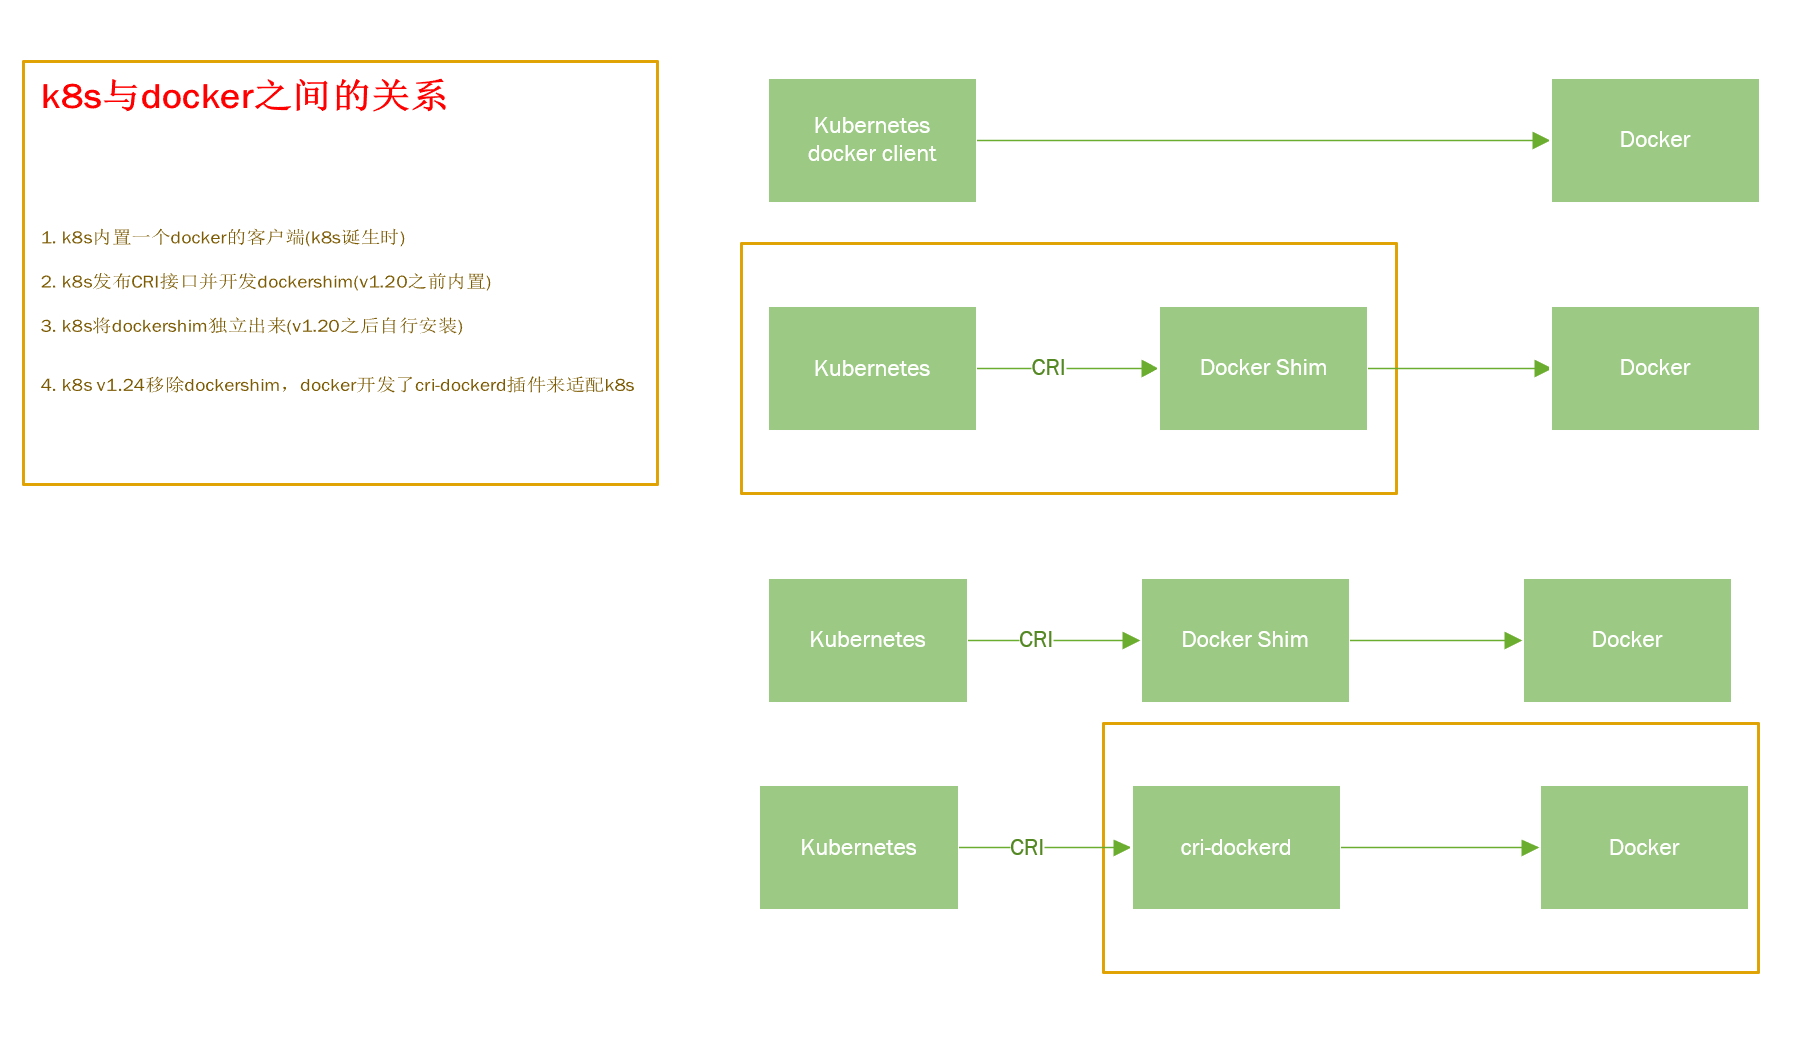 k8s与docker之间的关系
1. k8s内置一个docker的客户端(k8s诞生时)
2. k8s发布CRI接口并开发dockershim(v1.20之前内置)
3. k8s将dockershim独立出来(v1.20之后自行安装)
4. k8s v1.24移除dockershim，docker开发了cri-dockerd插件来适配k8s
Kubernetes
docker client
Docker
Kubernetes
CRI
Docker Shim
Docker
Kubernetes
CRI
Docker Shim
Docker
Kubernetes
CRI
cri-dockerd
Docker